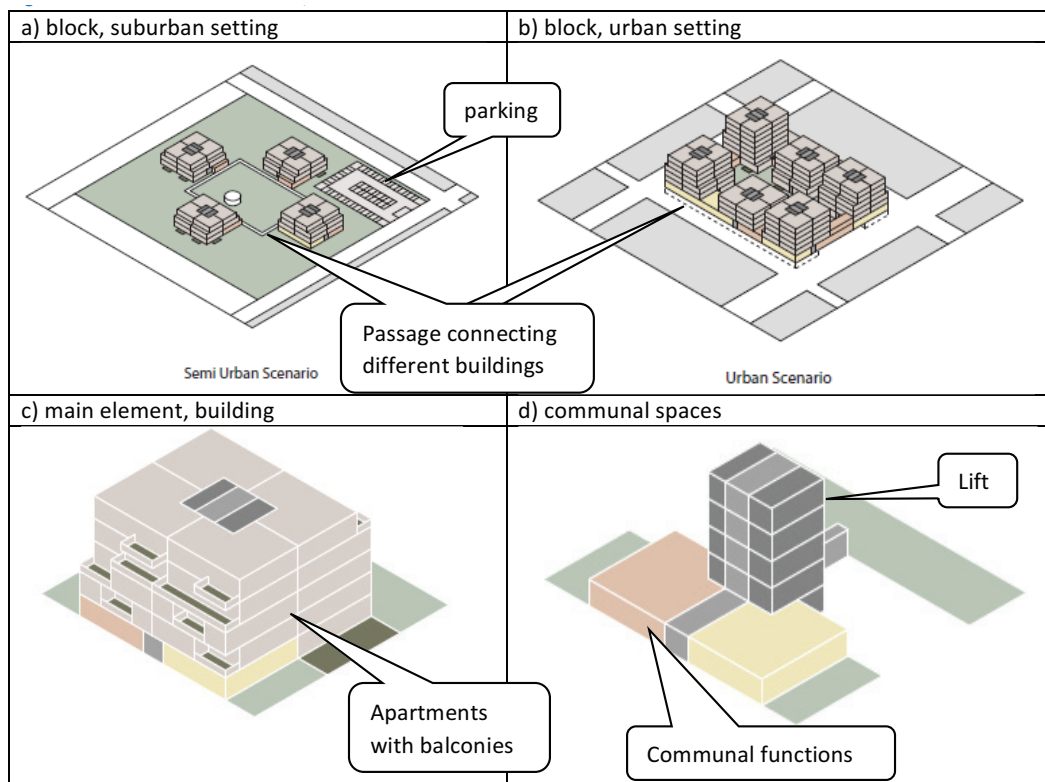 a) block, suburban setting
b) block, urban setting
parking
Passage connecting
different buildings
Semi Urban Scenario
Urban Scenario
c) main element, building
d) communal spaces
Lift
Apartments
with balconies
Communal functions